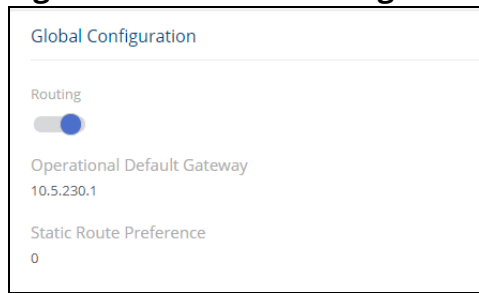 Global Configuration
Routing
Operational Default Gateway
10.5.230.1
Static Route Preference
0